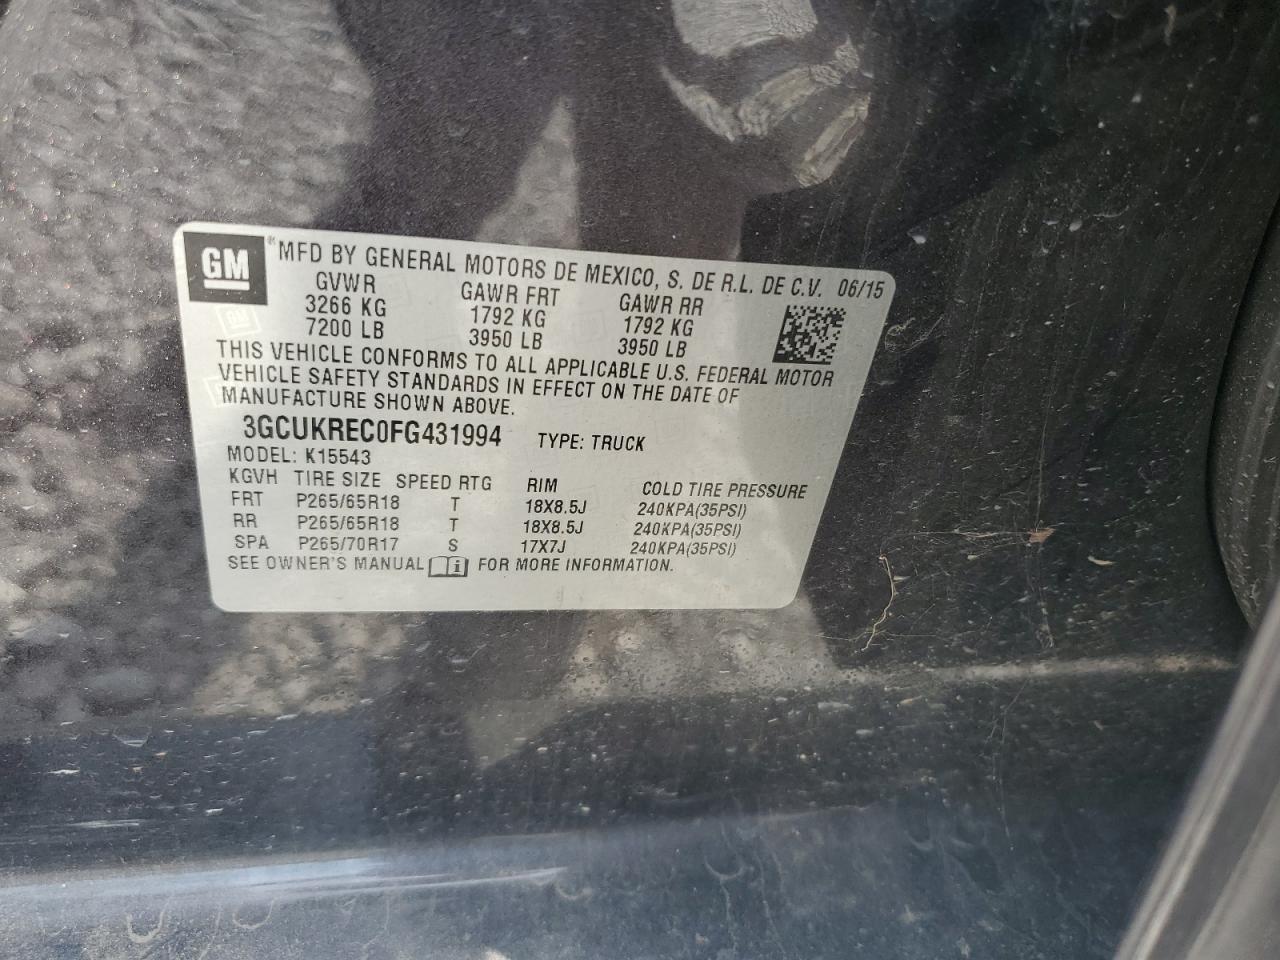 GM ® MFD BY GENERAL MOTORS DE MEXICO, S. DE R.L. DE C.V. 06/15
GVWR GAWR FRT GAWR RR
3266 KG 1792 KG 1792 KG
7200 LB 3950 LB 3950 LB
THIS VEHICLE CONFORMS TO ALL APPLICABLE U.S. FEDERAL MOTOR
VEHICLE SAFETY STANDARDS IN EFFECT ON THE DATE OF
MANUFACTURE SHOWN ABOVE.
3GCUKREC0FG431994 TYPE: TRUCK
MODEL: K15543
KGVH TIRE SIZE SPEED RTG RIM COLD TIRE PRESSURE
FRT P265/65R18 T 18X8.5J 240KPA(35PSI)
RR P265/65R18 T 18X8.5J 240KPA(35PSI)
SPA P265/70R17 S 17X7J 240KPA(35PSI)
SEE OWNER'S MANUAL i FOR MORE INFORMATION.